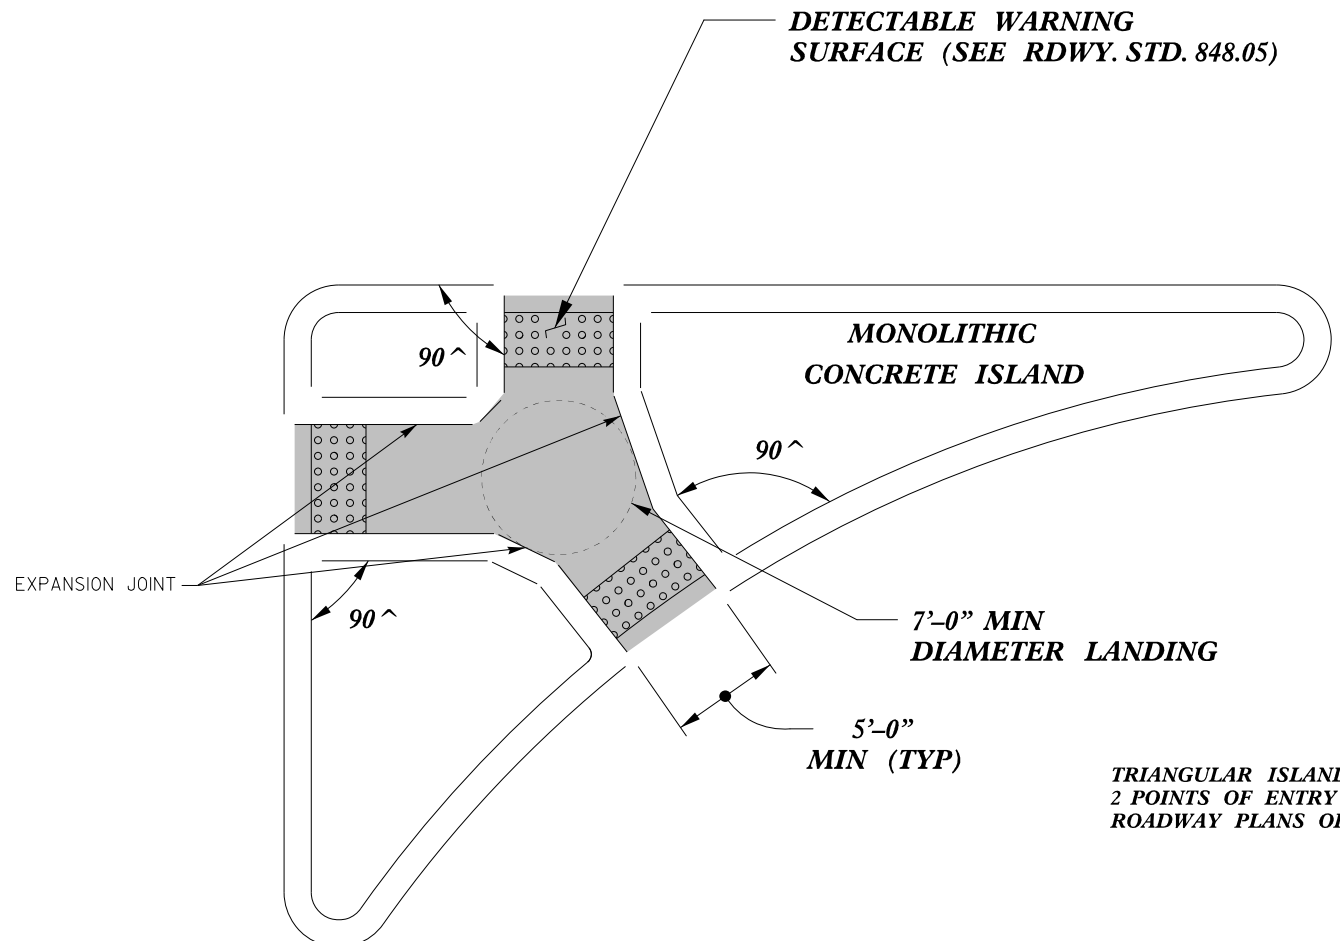 DETECTABLE WARNING
SURFACE (SEE RDWY. STD. 848.05)
MONOLITHIC
CONCRETE ISLAND
90^
90^
EXPANSION JOINT
90^
7'–0” MIN
DIAMETER LANDING
5'–0”
MIN (TYP)
TRIANGULAR ISLAND
2 POINTS OF ENTRY
ROADWAY PLANS